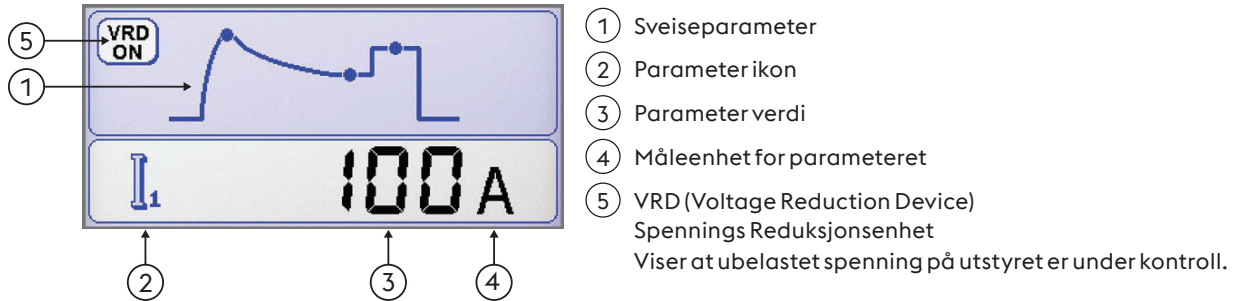 5
VRD
ON
1
I1
100 A
2
3
4
1 Sveiseparameter
2 Parameter ikon
3 Parameter verdi
4 Måleenhet for parameteret
5 VRD (Voltage Reduction Device)
Spennings Reduksjonsenhet
Viser at ubelastet spenning på utstyret er under kontroll.